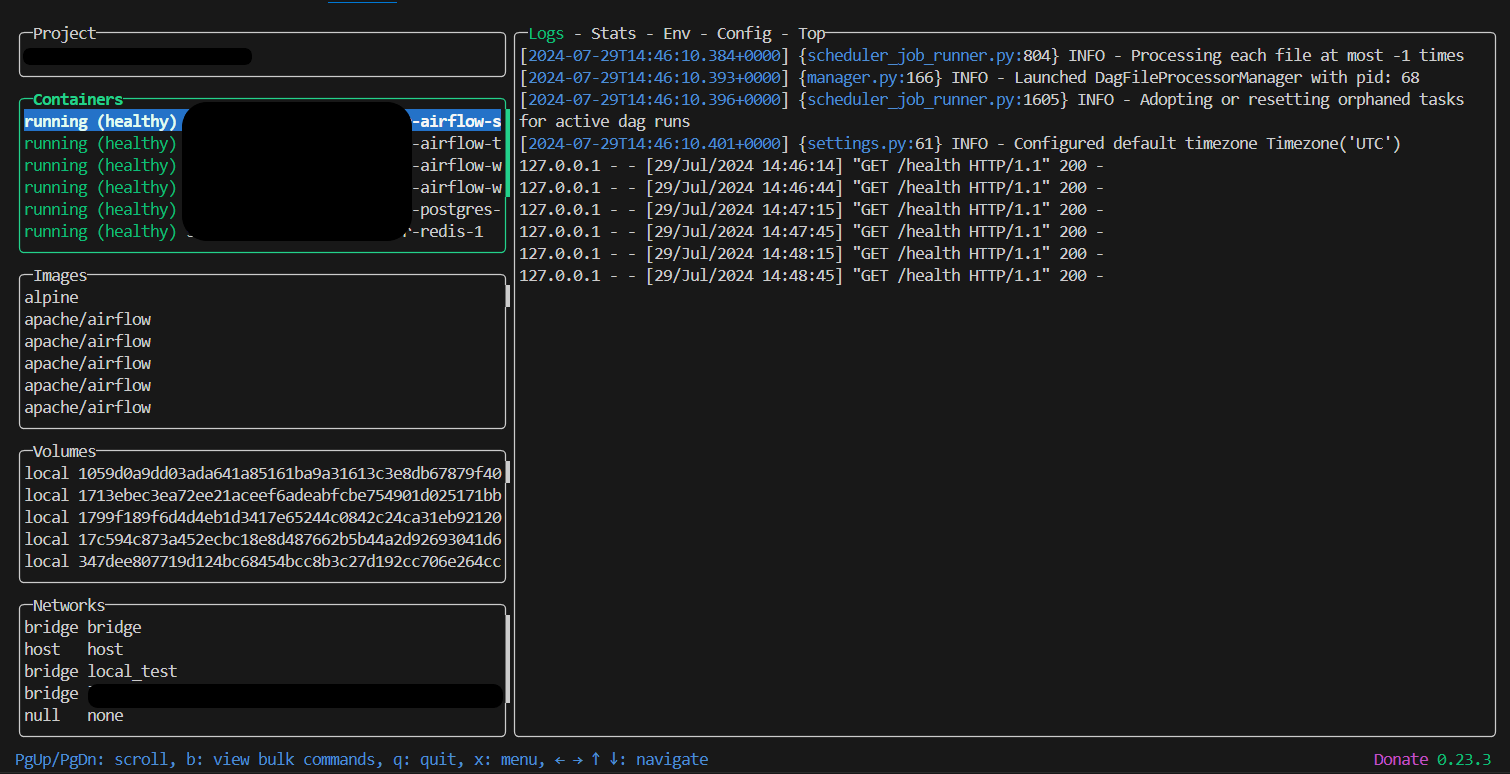 Project
Containers
running (healthy) -airflow-s
running (healthy) -airflow-t
running (healthy) -airflow-w
running (healthy) -airflow-w
running (healthy) -postgres-
running (healthy) -redis-1
Images
alpine
apache/airflow
apache/airflow
apache/airflow
apache/airflow
apache/airflow
Volumes
local 1059d0a9dd03ada641a85161ba9a31613c3e8db67879f40
local 1713ebec3ea72ee21aceef6adeabfcbe754901d025171bb
local 1799f189f6d4d4eb1d3417e65244c0842c24ca31eb92120
local 17c594c873a452ecbc18e8d487662b5b44a2d92693041d6
local 347dee807719d124bc68454bcc8b3c27d192cc706e264cc
Networks
bridge bridge
host host
bridge local_test
bridge
null none
Logs - Stats - Env - Config - Top
[2024-07-29T14:46:10.384+0000] {scheduler_job_runner.py:804} INFO - Processing each file at most -1 times
[2024-07-29T14:46:10.393+0000] {manager.py:166} INFO - Launched DagFileProcessorManager with pid: 68
[2024-07-29T14:46:10.396+0000] {scheduler_job_runner.py:1605} INFO - Adopting or resetting orphaned tasks
for active dag runs
[2024-07-29T14:46:10.401+0000] {settings.py:61} INFO - Configured default timezone Timezone('UTC')
127.0.0.1 - - [29/Jul/2024 14:46:14] "GET /health HTTP/1.1" 200 -
127.0.0.1 - - [29/Jul/2024 14:46:44] "GET /health HTTP/1.1" 200 -
127.0.0.1 - - [29/Jul/2024 14:47:15] "GET /health HTTP/1.1" 200 -
127.0.0.1 - - [29/Jul/2024 14:47:45] "GET /health HTTP/1.1" 200 -
127.0.0.1 - - [29/Jul/2024 14:48:15] "GET /health HTTP/1.1" 200 -
127.0.0.1 - - [29/Jul/2024 14:48:45] "GET /health HTTP/1.1" 200 -
PgUp/PgDn: scroll, b: view bulk commands, q: quit, x: menu, ← → ↑ ↓: navigate
Donate 0.23.3